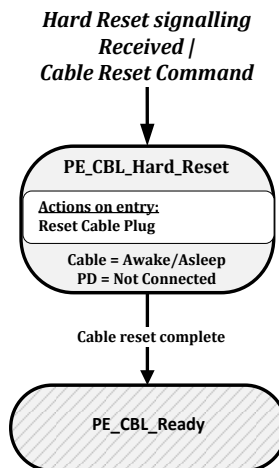 Hard Reset signalling
Received |
Cable Reset Command
PE_CBL_Hard_Reset
Actions on entry:
Reset Cable Plug
Cable = Awake/Asleep
PD = Not Connected
Cable reset complete
PE_CBL_Ready